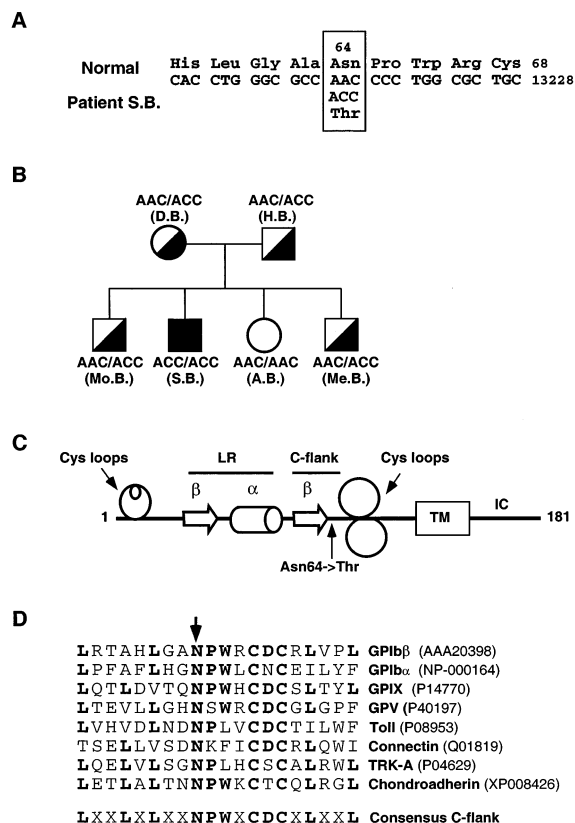 A
64
Normal His Leu Gly Ala Asn Pro Trp Arg Cys 68
CAC CTG GGC GCC AAC CCC TGG CGC TGC 13228
Patient S.B. ACC
Thr
B
AAC/ACC AAC/ACC
(D.B.) (H.B.)
AAC/ACC ACC/ACC AAC/AAC AAC/ACC
(Mo.B.) (S.B.) (A.B.) (Me.B.)
C
Cys loops LR C-flank Cys loops
β α β
1 TM IC 181
Asn64->Thr
D
LRTAHLGANPWRCDCRLVPL GPIbβ (AAA20398)
LPFAFLHGNPWLCNCEILYF GPIbα (NP-000164)
LQTLDVTQNPWHCDCSLTYL GPIX (P14770)
LTEVLLGHNSWRCDCGLGPF GPV (P40197)
LVHVDLNDNPLVCDCTILWF Toll (P08953)
TSELLVSDNKFICDCRLQWI Connectin (Q01819)
LQELVLSGNPLHCSCALRWL TRK-A (P04629)
LETLALTNNPWKCTCQLRGL Chondroadherin (XP008426)
LXXLXLXXNPWXCDCXLXXL Consensus C-flank